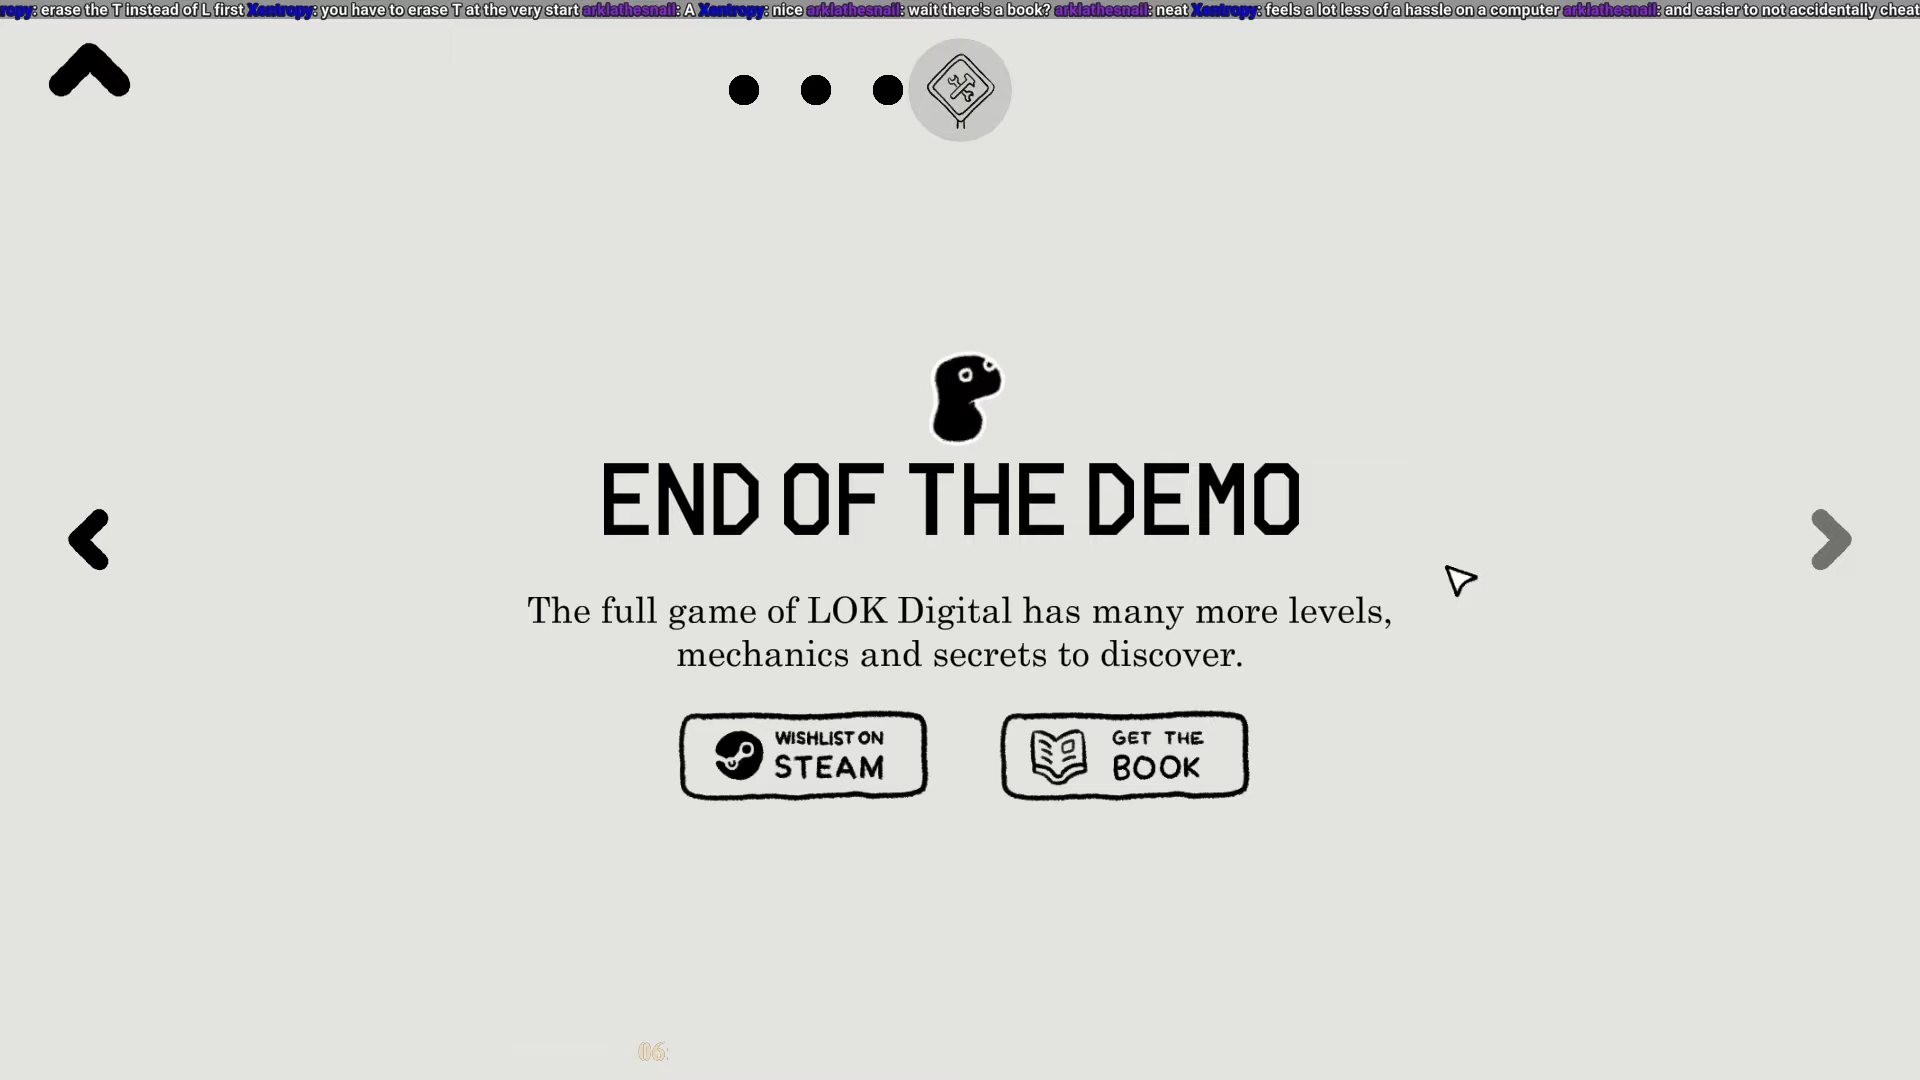 ropy: erase the T instead of L first Xentropy: you have to erase T at the very start arklathesnail: A Xentropy: nice arklathesnail: wait there's a book? arklathesnail: neat Xentropy: feels a lot less of a hassle on a computer arklathesnail: and easier to not accidentally cheat
END OF THE DEMO
The full game of LOK Digital has many more levels,
mechanics and secrets to discover.
WISHLIST ON
STEAM
GET THE
BOOK
06: